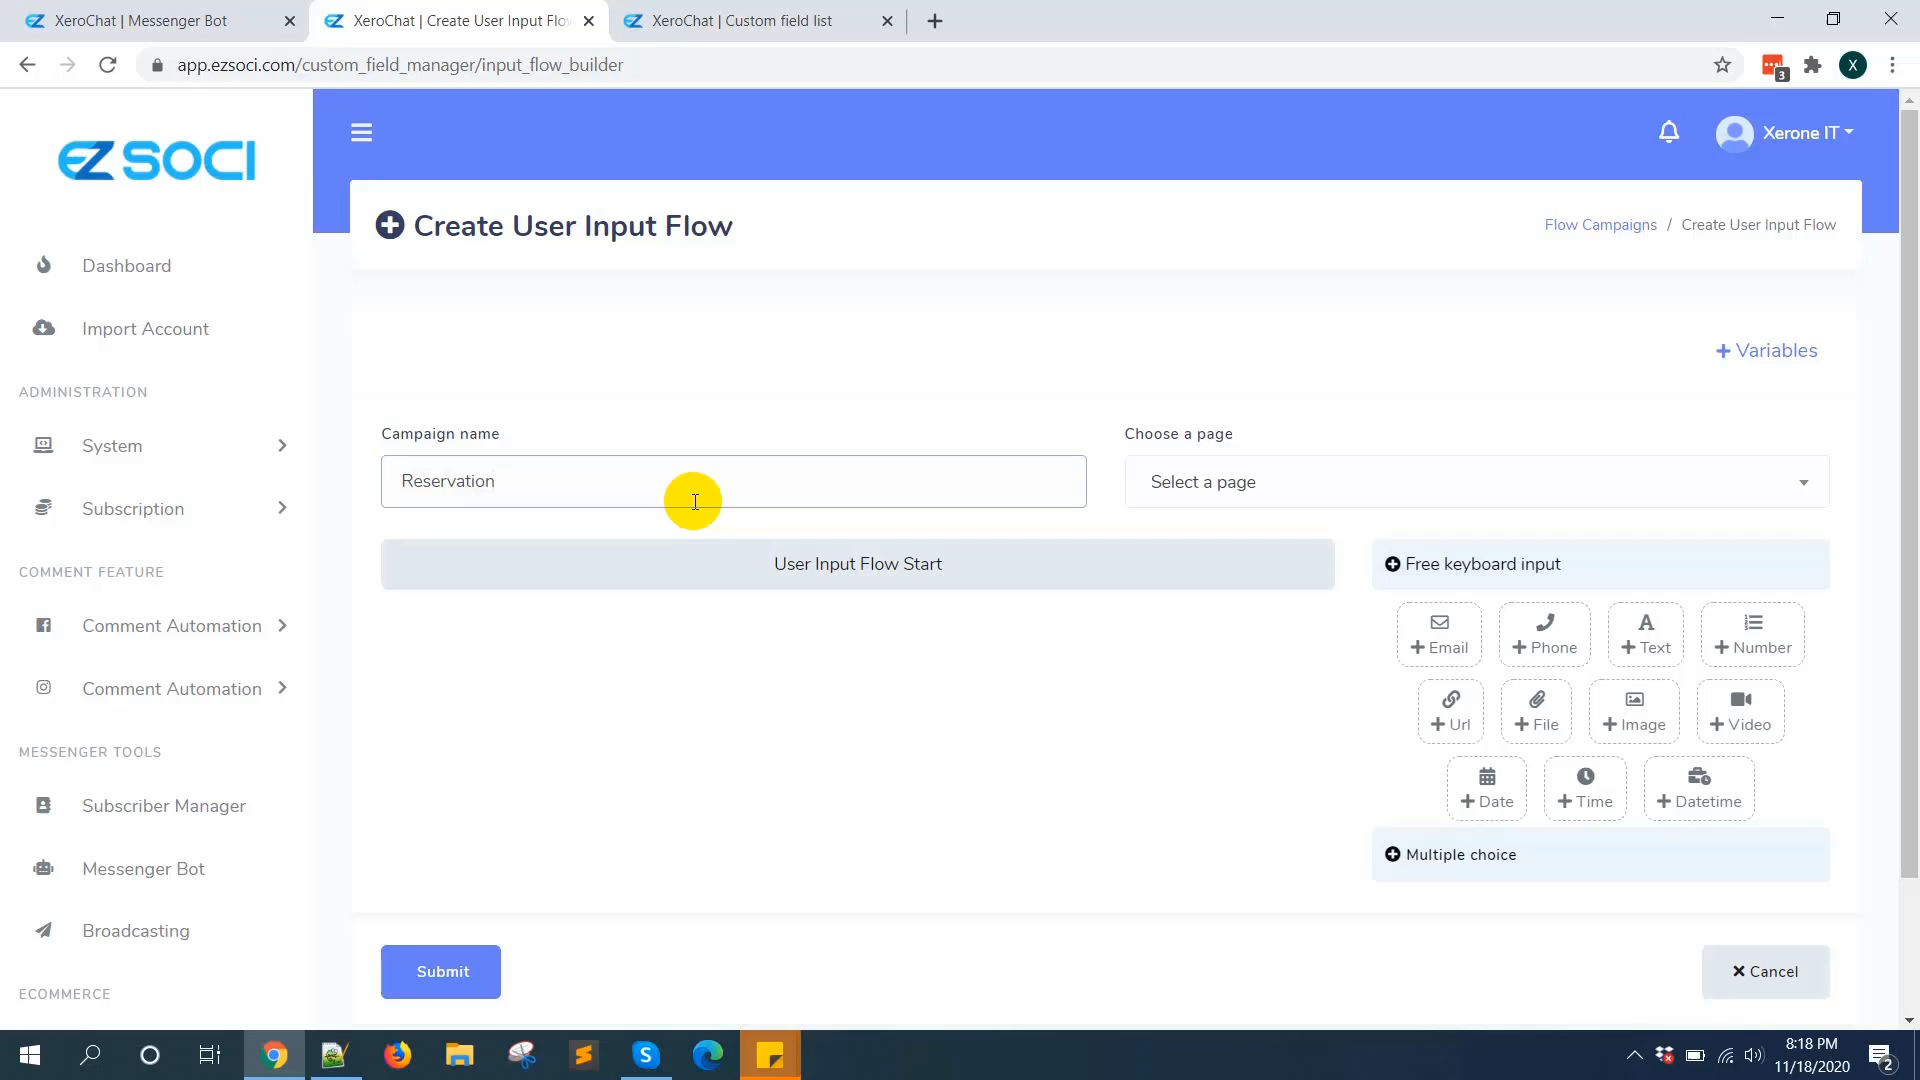 XeroChat | Messenger Bot
XeroChat | Create User Input Flo
XeroChat | Custom field list
app.ezsoci.com/custom_field_manager/input_flow_builder
3
X
EZ SOCI
Xerone IT
Create User Input Flow
Flow Campaigns / Create User Input Flow
Dashboard
Import Account
ADMINISTRATION
System
Subscription
COMMENT FEATURE
Comment Automation
Comment Automation
MESSENGER TOOLS
Subscriber Manager
Messenger Bot
Broadcasting
ECOMMERCE
+ Variables
Campaign name
Reservation
Choose a page
Select a page
User Input Flow Start
Free keyboard input
+ Email
+ Phone
+ Text
+ Number
+ Url
+ File
+ Image
+ Video
+ Date
+ Time
+ Datetime
Multiple choice
Submit
Cancel
8:18 PM
11/18/2020
2